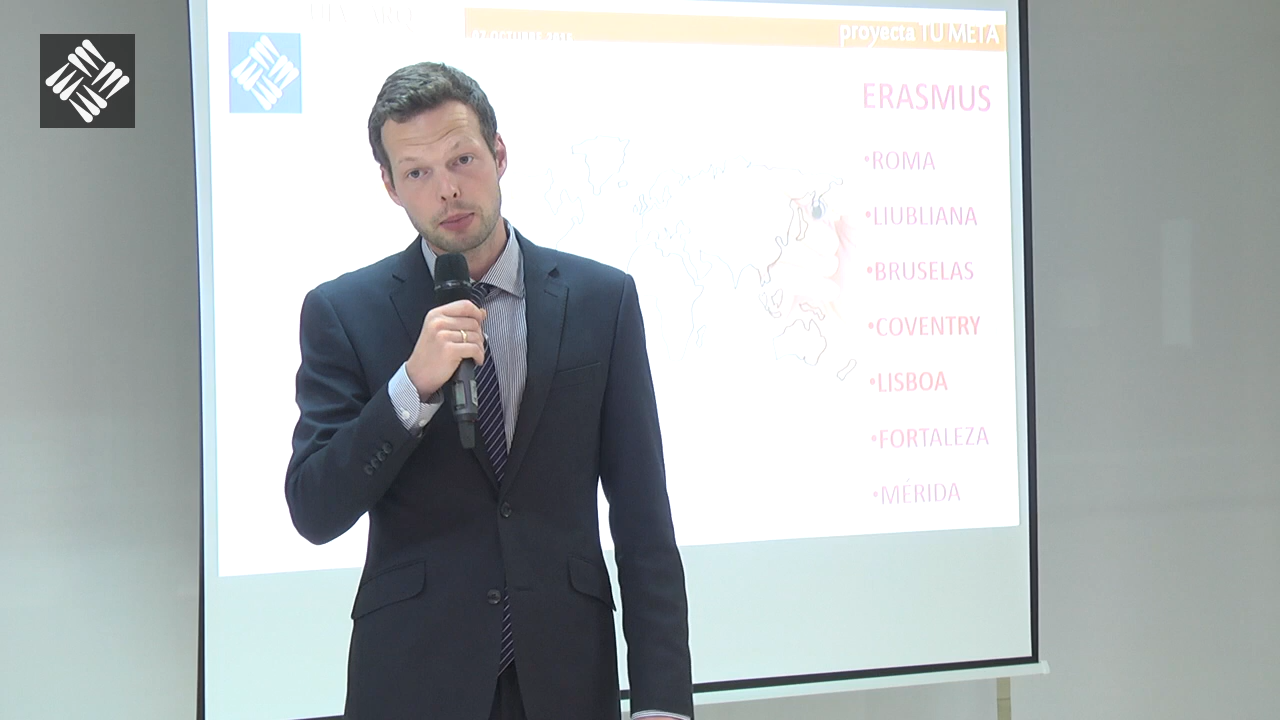 proyecta TU META
ERASMUS
•ROMA
•LIUBLIANA
•BRUSELAS
•COVENTRY
•LISBOA
•FORTALEZA
•MÉRIDA